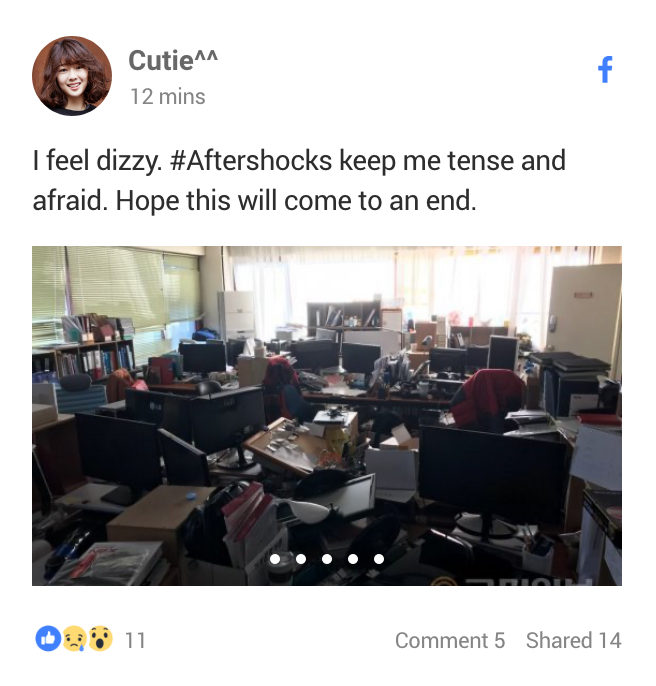 Cutie^^
12 mins
I feel dizzy. #Aftershocks keep me tense and
afraid. Hope this will come to an end.
11
Comment 5 Shared 14